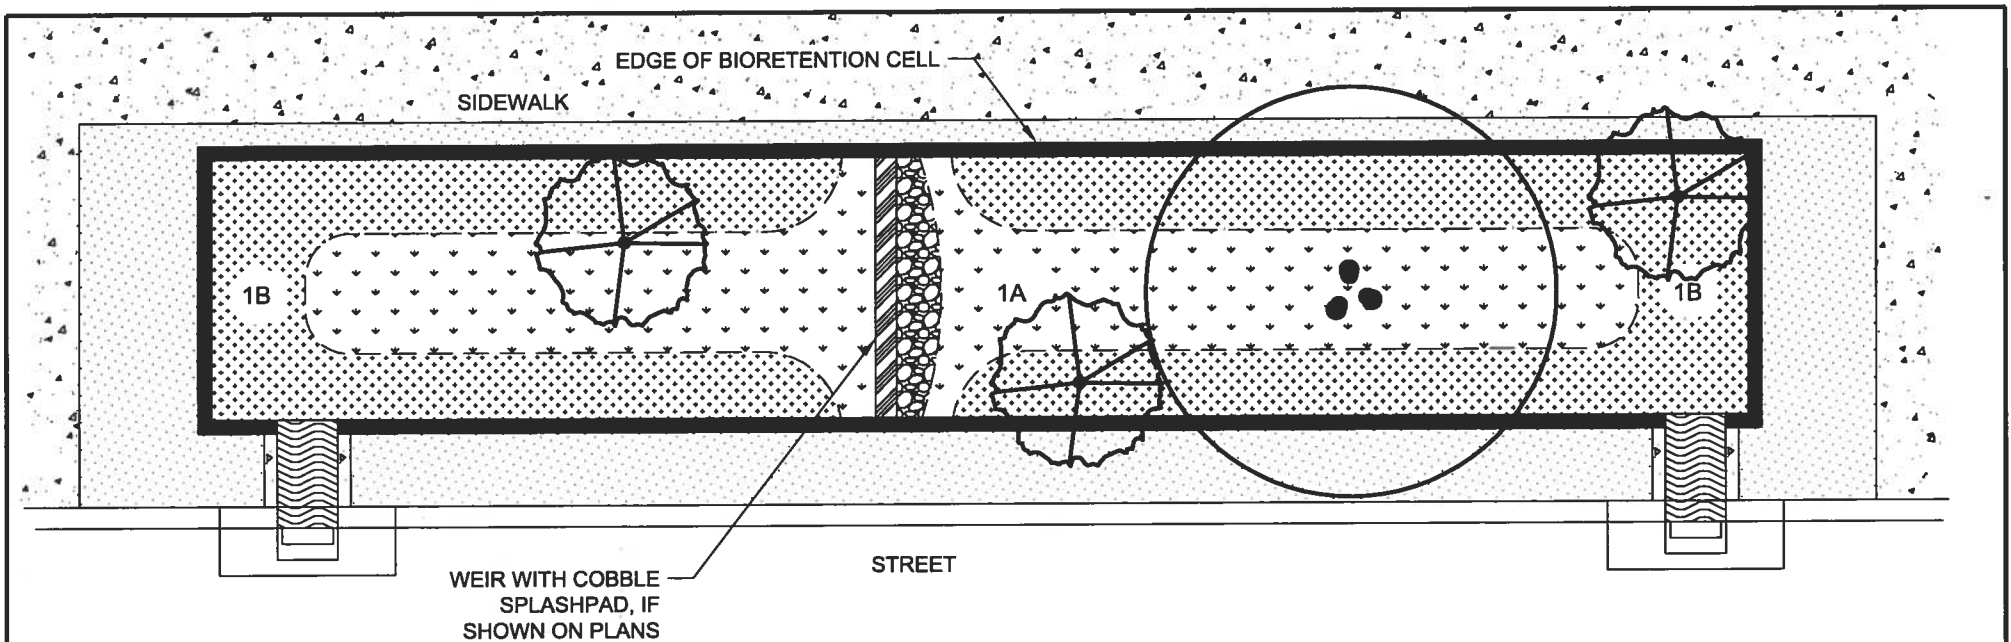 EDGE OF BIORETENTION CELL
SIDEWALK
1B
1A
1B
STREET
WEIR WITH COBBLE
SPLASHPAD, IF
SHOWN ON PLANS